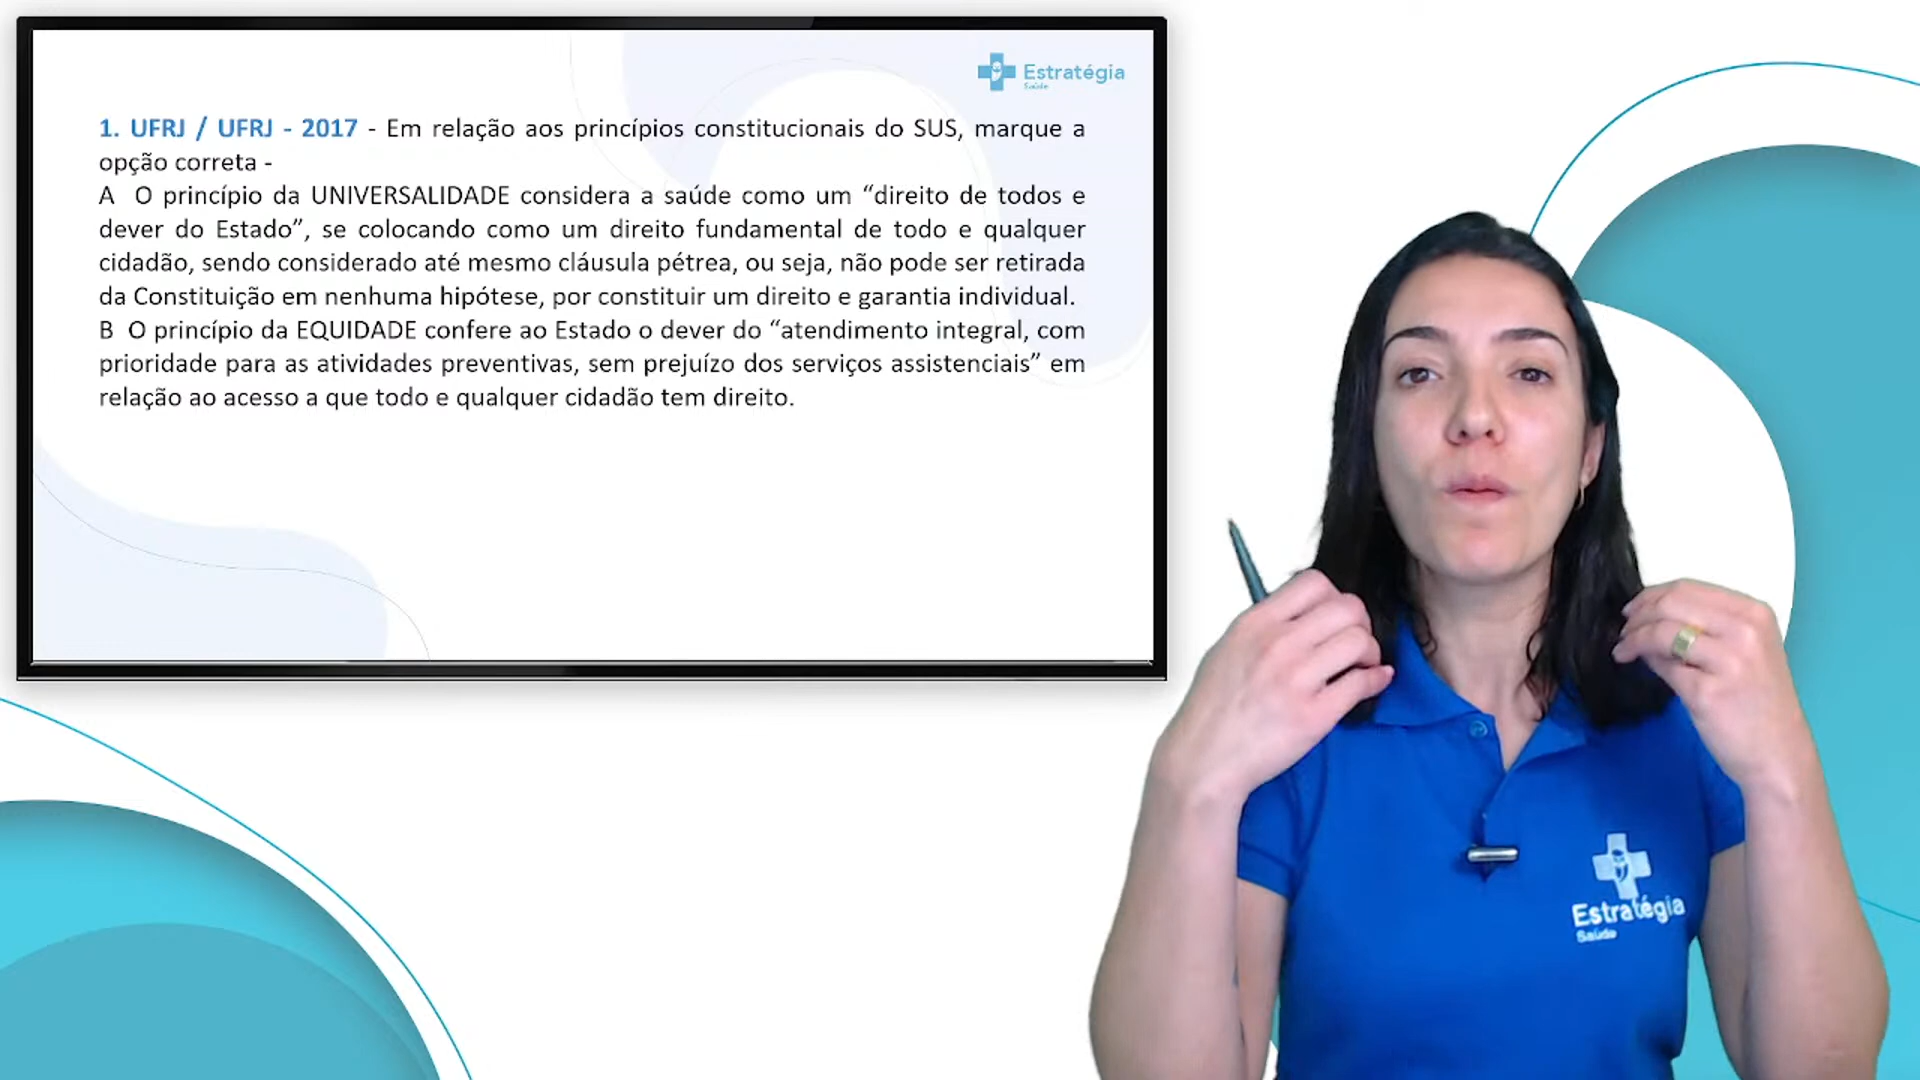 Estratégia
Saúde
1. UFRJ / UFRJ - 2017 - Em relação aos princípios constitucionais do SUS, marque a
opção correta -
A O princípio da UNIVERSALIDADE considera a saúde como um “direito de todos e
dever do Estado”, se colocando como um direito fundamental de todo e qualquer
cidadão, sendo considerado até mesmo cláusula pétrea, ou seja, não pode ser retirada
da Constituição em nenhuma hipótese, por constituir um direito e garantia individual.
B O princípio da EQUIDADE confere ao Estado o dever do “atendimento integral, com
prioridade para as atividades preventivas, sem prejuízo dos serviços assistenciais” em
relação ao acesso a que todo e qualquer cidadão tem direito.
Estratégia
Saúde